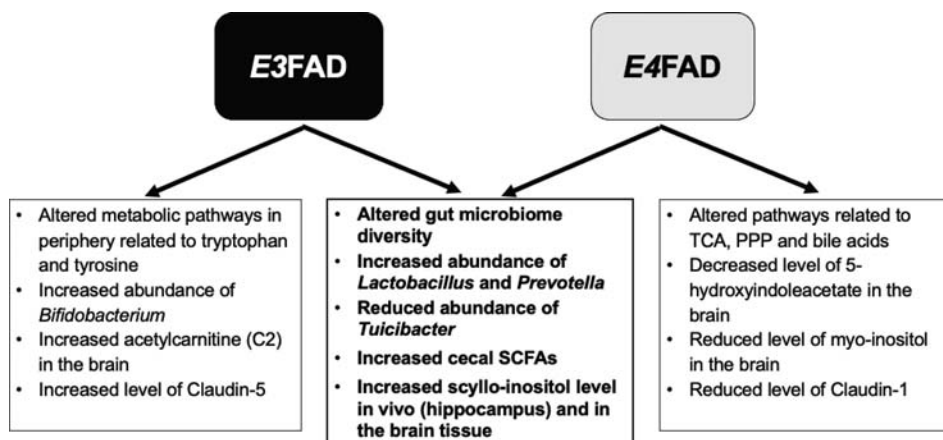 E3FAD
E4FAD
• Altered metabolic pathways in
periphery related to tryptophan
and tyrosine
• Increased abundance of
Bifidobacterium
• Increased acetylcarnitine (C2)
in the brain
• Increased level of Claudin-5
• Altered gut microbiome
diversity
• Increased abundance of
Lactobacillus and Prevotella
• Reduced abundance of
Tuicibacter
• Increased cecal SCFAs
• Increased scyllo-inositol level
in vivo (hippocampus) and in
the brain tissue
• Altered pathways related to
TCA, PPP and bile acids
• Decreased level of 5-
hydroxyindoleacetate in the
brain
• Reduced level of myo-inositol
in the brain
• Reduced level of Claudin-1